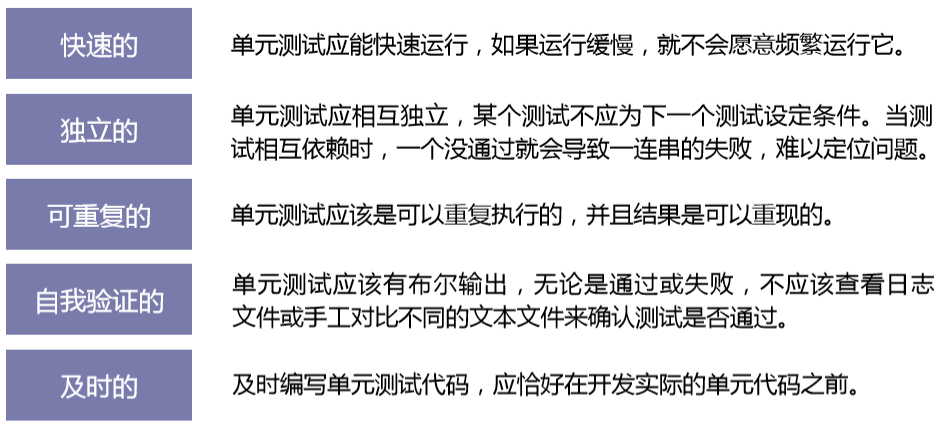 快速的
单元测试应能快速运行，如果运行缓慢，就不会愿意频繁运行它。
独立的
单元测试应相互独立，某个测试不应为下一个测试设定条件。当测
试相互依赖时，一个没通过就会导致一连串的失败，难以定位问题。
可重复的
单元测试应该是可以重复执行的，并且结果是可以重现的。
自我验证的
单元测试应该有布尔输出，无论是通过或失败，不应该查看日志
文件或手工对比不同的文本文件来确认测试是否通过。
及时的
及时编写单元测试代码，应恰好在开发实际的单元代码之前。